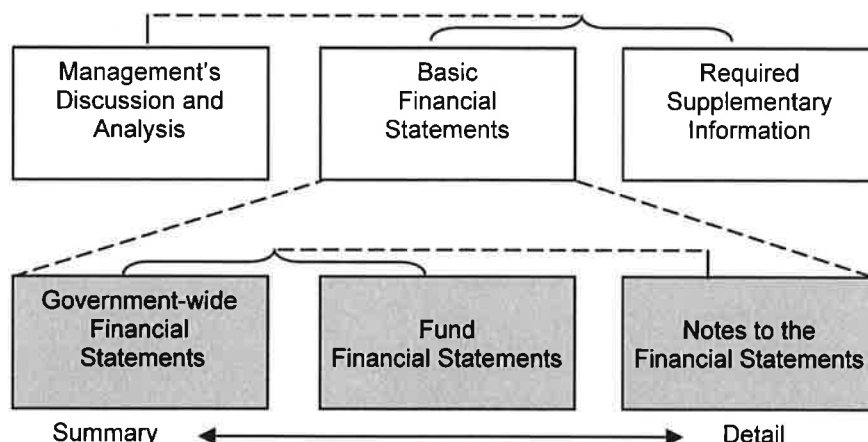 Management's
Discussion and
Analysis
Basic
Financial
Statements
Required
Supplementary
Information
Government-wide
Financial
Statements
Fund
Financial Statements
Notes to the
Financial Statements
Summary
Detail